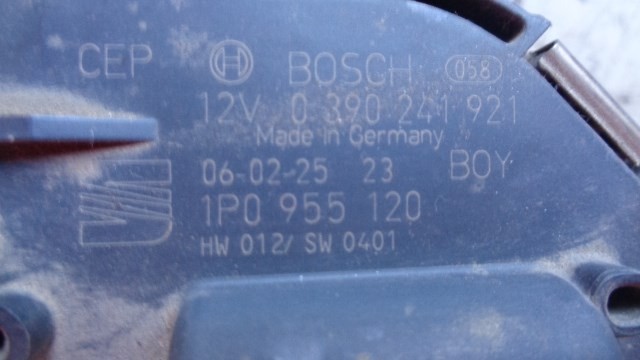 CEP BOSCH 058
12V 0 390 241 921
Made in Germany
06-02-25 23 BOY
1P0 955 120
HW 012/ SW 0401